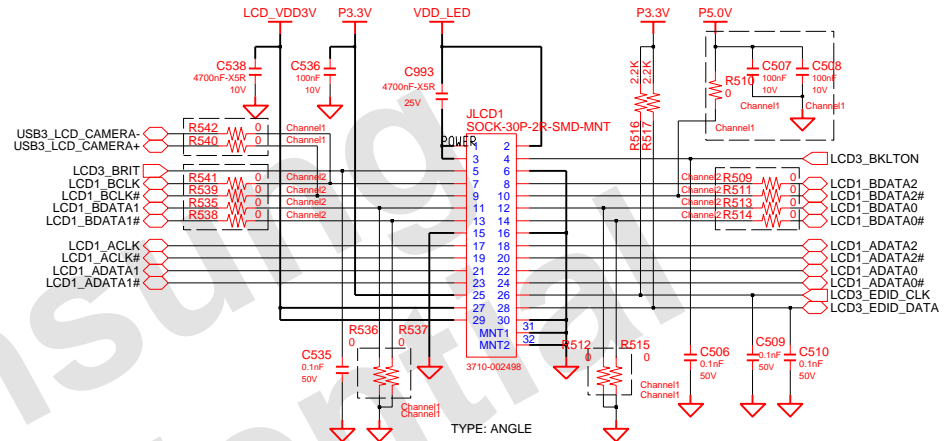 LCD_VDD3V P3.3V VDD_LED P3.3V P5.0V
C538
4700nF-X5R
10V
C536
100nF
10V
C993
4700nF-X5R
25V
2.2K
2.2K
R516
R517
R510
0
C507
100nF
10V
C508
100nF
10V
Channel1
Channel1
JLCD1
SOCK-30P-2R-SMD-MNT
POWER
USB3_LCD_CAMERA- R542 0 Channel1
USB3_LCD_CAMERA+ R540 0 Channel1
LCD3_BRIT
LCD1_BCLK R541 0 Channel2
LCD1_BCLK# R539 0 Channel2
LCD1_BDATA1 R535 0 Channel2
LCD1_BDATA1# R538 0 Channel2
LCD1_ACLK
LCD1_ACLK#
LCD1_ADATA1
LCD1_ADATA1#
1 2
3 4
5 6
7 8
9 10
11 12
13 14
15 16
17 18
19 20
21 22
23 24
25 26
27 28
29 30
MNT1 31
MNT2 32
3710-002498
LCD3_BKLTON
Channel2 R509 0 LCD1_BDATA2
Channel2 R511 0 LCD1_BDATA2#
Channel2 R513 0 LCD1_BDATA0
Channel2 R514 0 LCD1_BDATA0#
LCD1_ADATA2
LCD1_ADATA2#
LCD1_ADATA0
LCD1_ADATA0#
LCD3_EDID_CLK
LCD3_EDID_DATA
C535
0.1nF
50V
R536
0
R537
0
Channel1
Channel1
R512
0
R515
0
Channel1
Channel1
C506
0.1nF
50V
C509
0.1nF
50V
C510
0.1nF
50V
TYPE: ANGLE